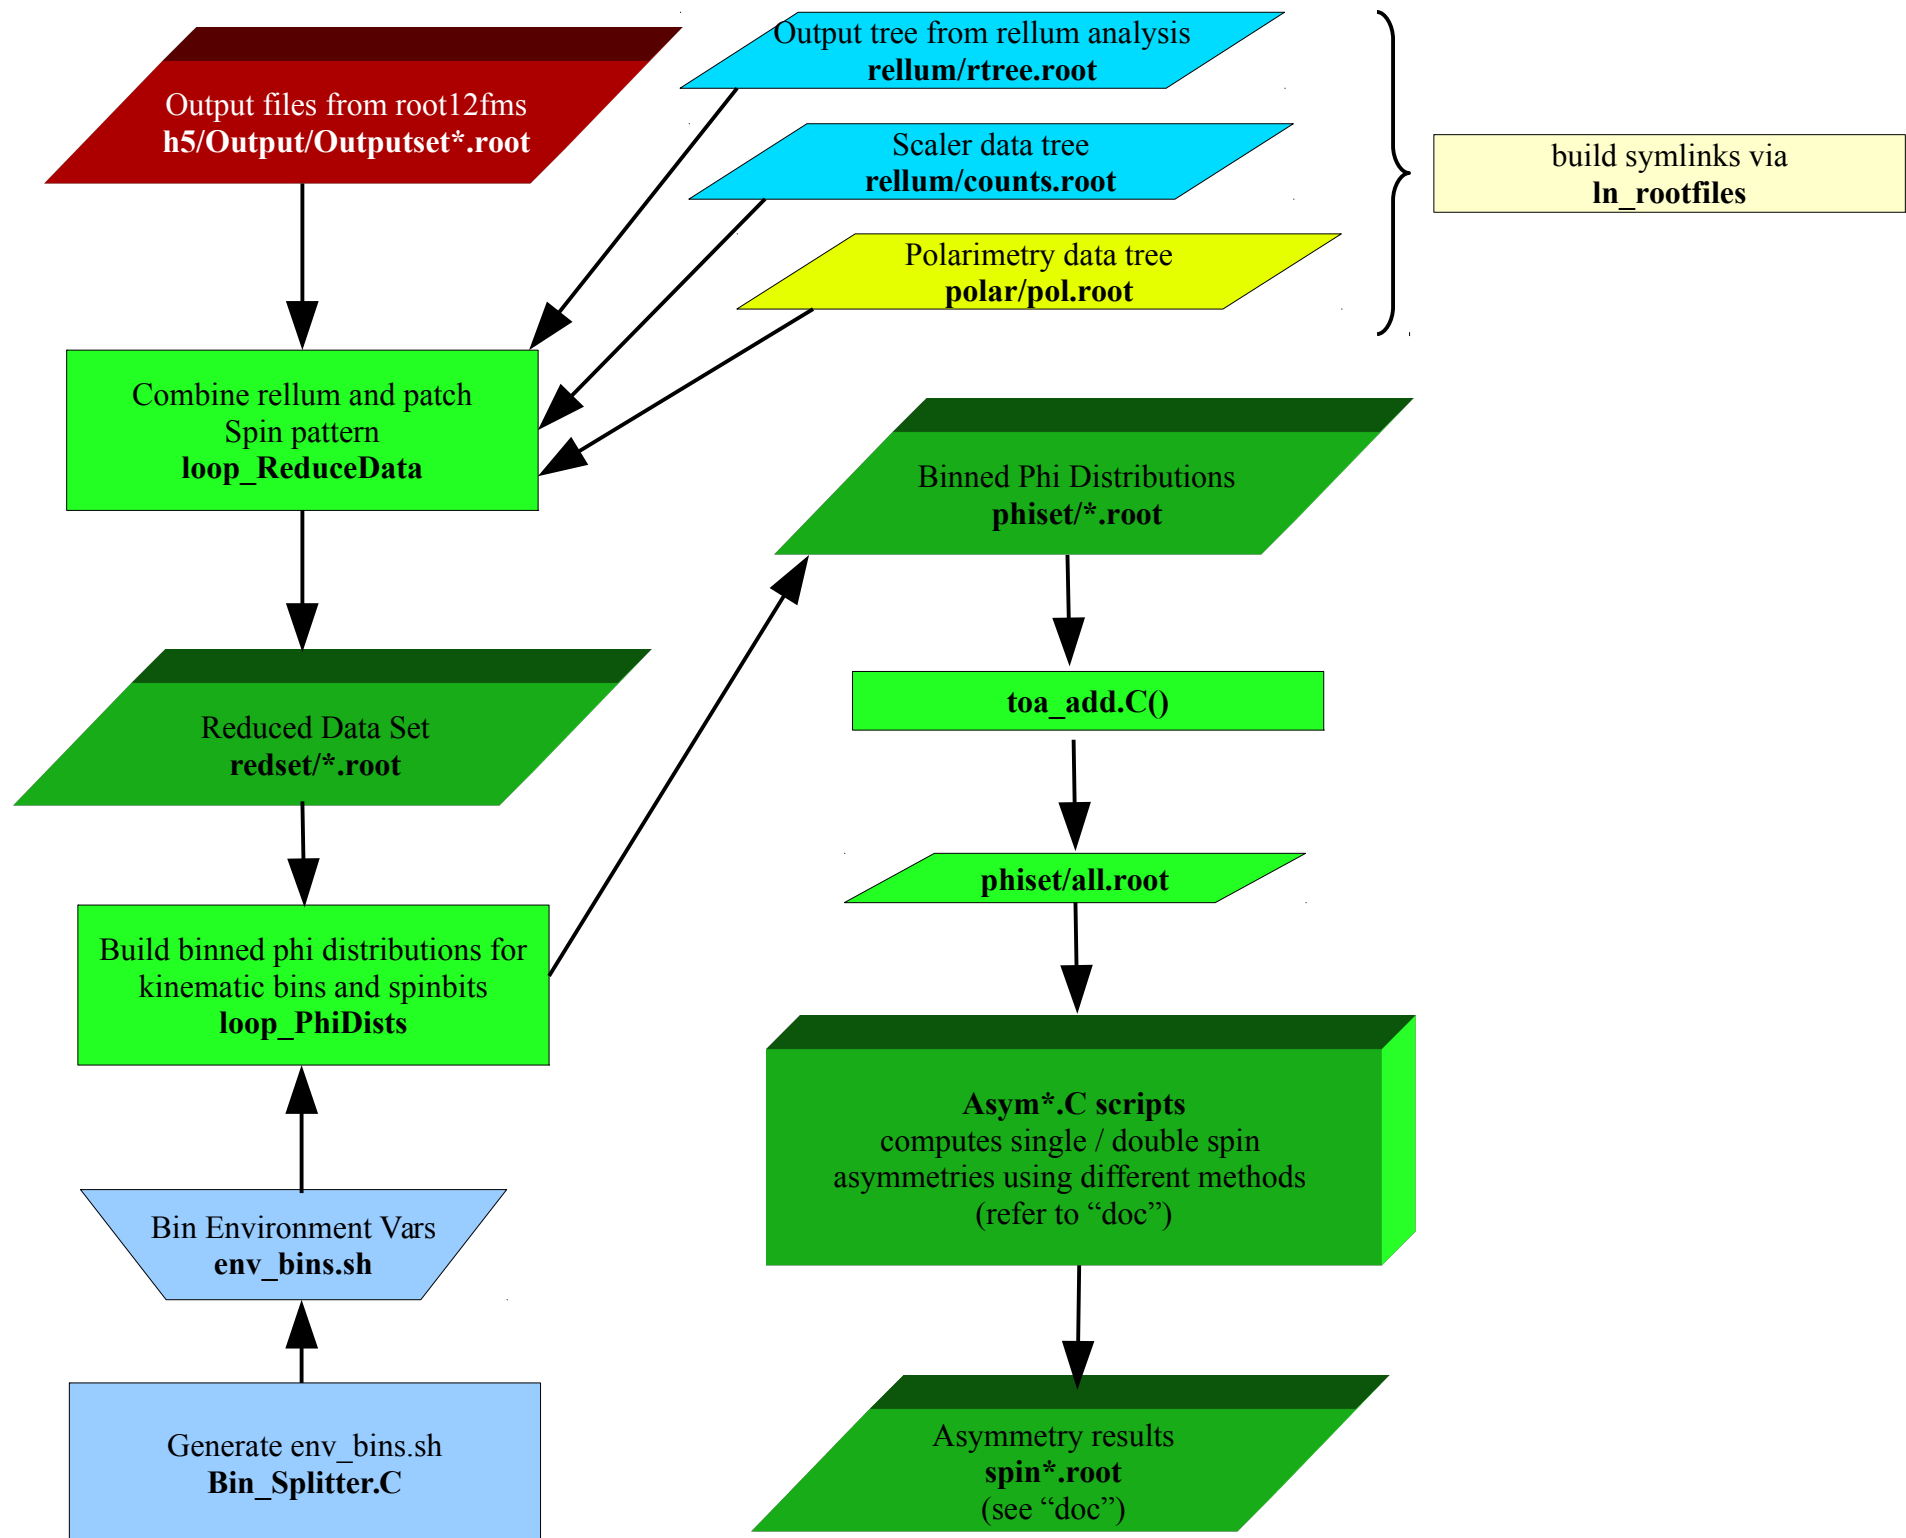 Output files from root12fms
h5/Output/Outputset*.root
Output tree from rellum analysis
rellum/rtree.root
Scaler data tree
rellum/counts.root
Polarimetry data tree
polar/pol.root
build symlinks via
ln_rootfiles
Combine rellum and patch
Spin pattern
loop_ReduceData
Reduced Data Set
redset/*.root
Build binned phi distributions for
kinematic bins and spinbits
loop_PhiDists
Bin Environment Vars
env_bins.sh
Generate env_bins.sh
Bin_Splitter.C
Binned Phi Distributions
phiset/*.root
toa_add.C()
phiset/all.root
Asym*.C scripts
computes single / double spin
asymmetries using different methods
(refer to “doc”)
Asymmetry results
spin*.root
(see “doc”)